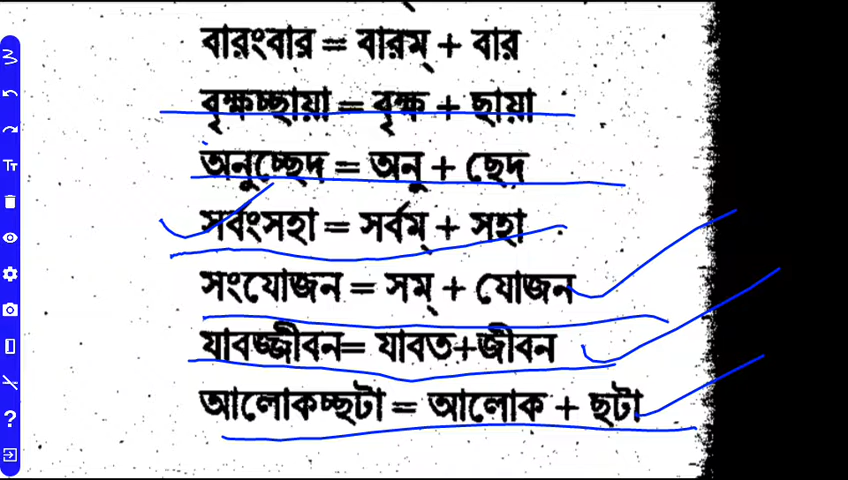 বারংবার = বারম্ + বার
বৃক্ষচ্ছায়া = বৃক্ষ + ছায়া
অনুচ্ছেদ = অনু + ছেদ
সবংসহা = সর্বম্ + সহা
সংযোজন = সম্ + যোজন
যাবজ্জীবন= যাবত+জীবন
আলোকচ্ছটা = আলোক + ছটা